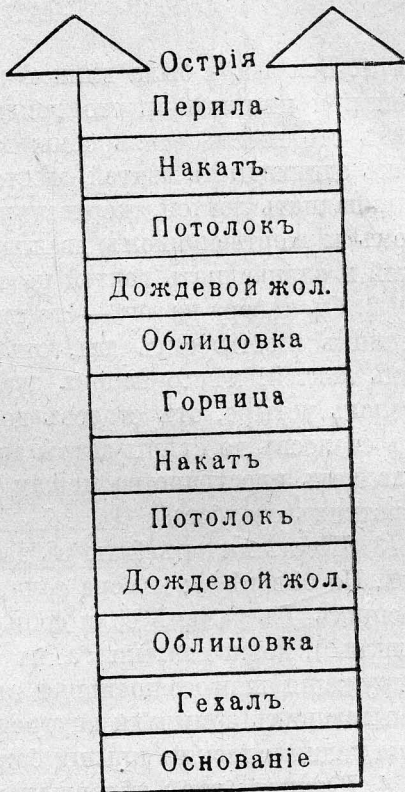 Острія
Перила
Накатъ
Потолокъ
Дождевой жол.
Облицовка
Горница
Накатъ
Потолокъ
Дождевой жол.
Облицовка
Гехалъ
Основаніе